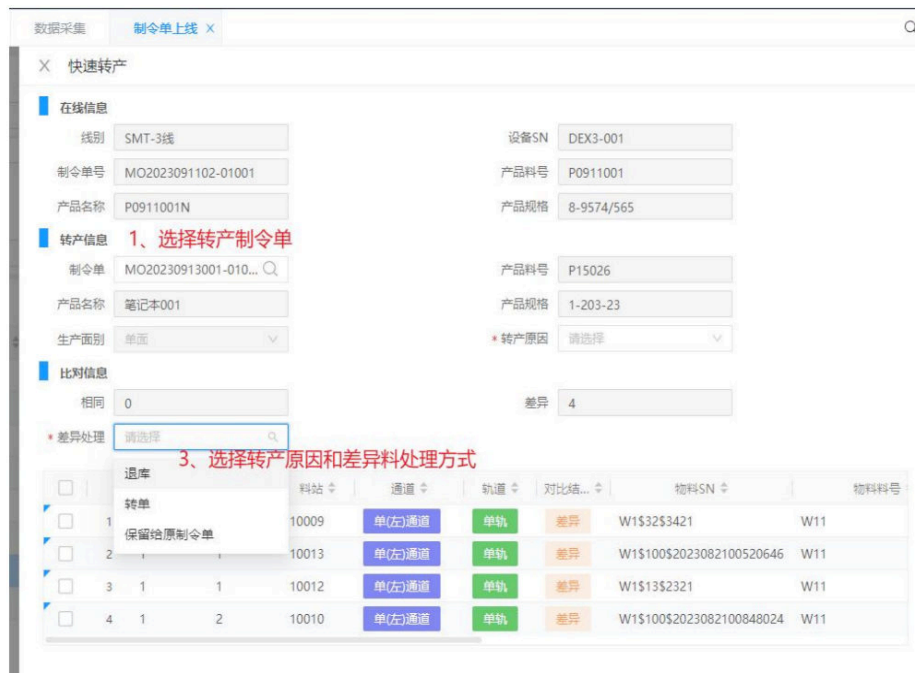 数据采集 制令单上线 X
X 快速转产
在线信息
线别 SMT-3线 设备SN DEX3-001
制令单号 MO2023091102-01001 产品料号 P0911001
产品名称 P0911001N 产品规格 8-9574/565
转产信息 1、选择转产制令单
制令单 MO20230913001-010... 产品料号 P15026
产品名称 笔记本001 产品规格 1-203-23
生产面别 单面 * 转产原因 请选择
比对信息
相同 0 差异 4
* 差异处理 请选择
3、选择转产原因和差异料处理方式
退库
转单
保留给原制令单
料站 通道 轨道 对比结... 物料SN 物料料号
1 10009 单(左)通道 单轨 差异 W1$32$3421 W11
2 1 1 10013 单(左)通道 单轨 差异 W1$100$2023082100520646 W11
3 1 1 10012 单(左)通道 单轨 差异 W1$13$2321 W11
4 1 2 10010 单(左)通道 单轨 差异 W1$100$2023082100848024 W11